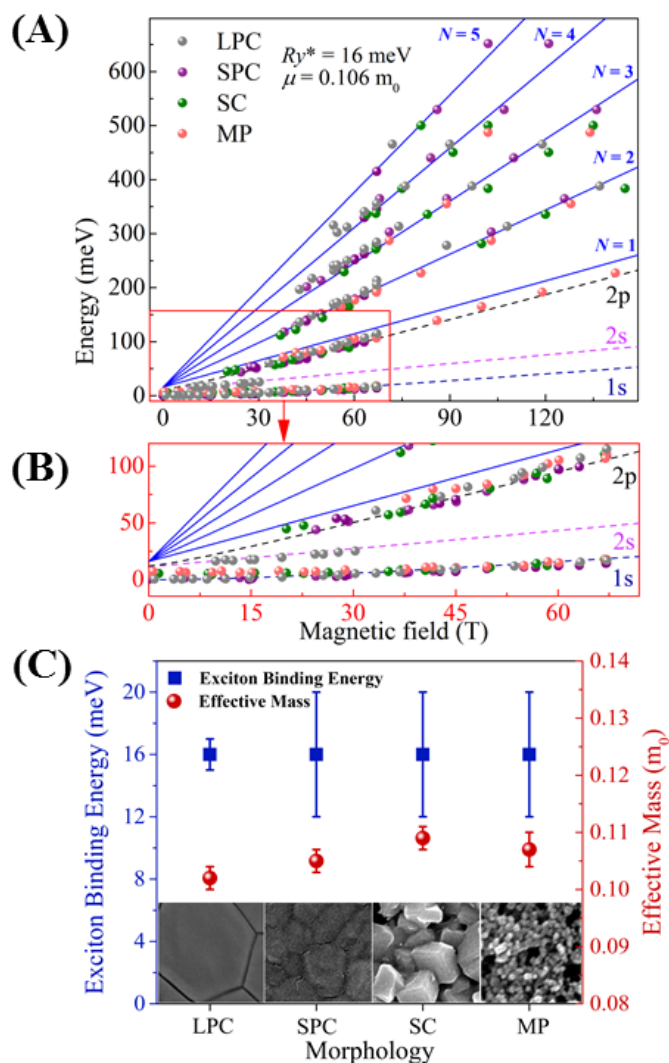 (A)
LPC
SPC
SC
MP
Ry* = 16 meV
μ = 0.106 m₀
N = 5
N = 4
N = 3
N = 2
N = 1
2p
2s
1s
Energy (meV)
600
500
400
300
200
100
0
0 30 60 90 120
(B)
100
50
0
2p
2s
1s
0 15 30 45 60
Magnetic field (T)
(C)
Exciton Binding Energy
Effective Mass
Exciton Binding Energy (meV)
20
16
12
8
4
0
Effective Mass (m₀)
0.14
0.13
0.12
0.11
0.10
0.09
0.08
LPC SPC SC MP
Morphology